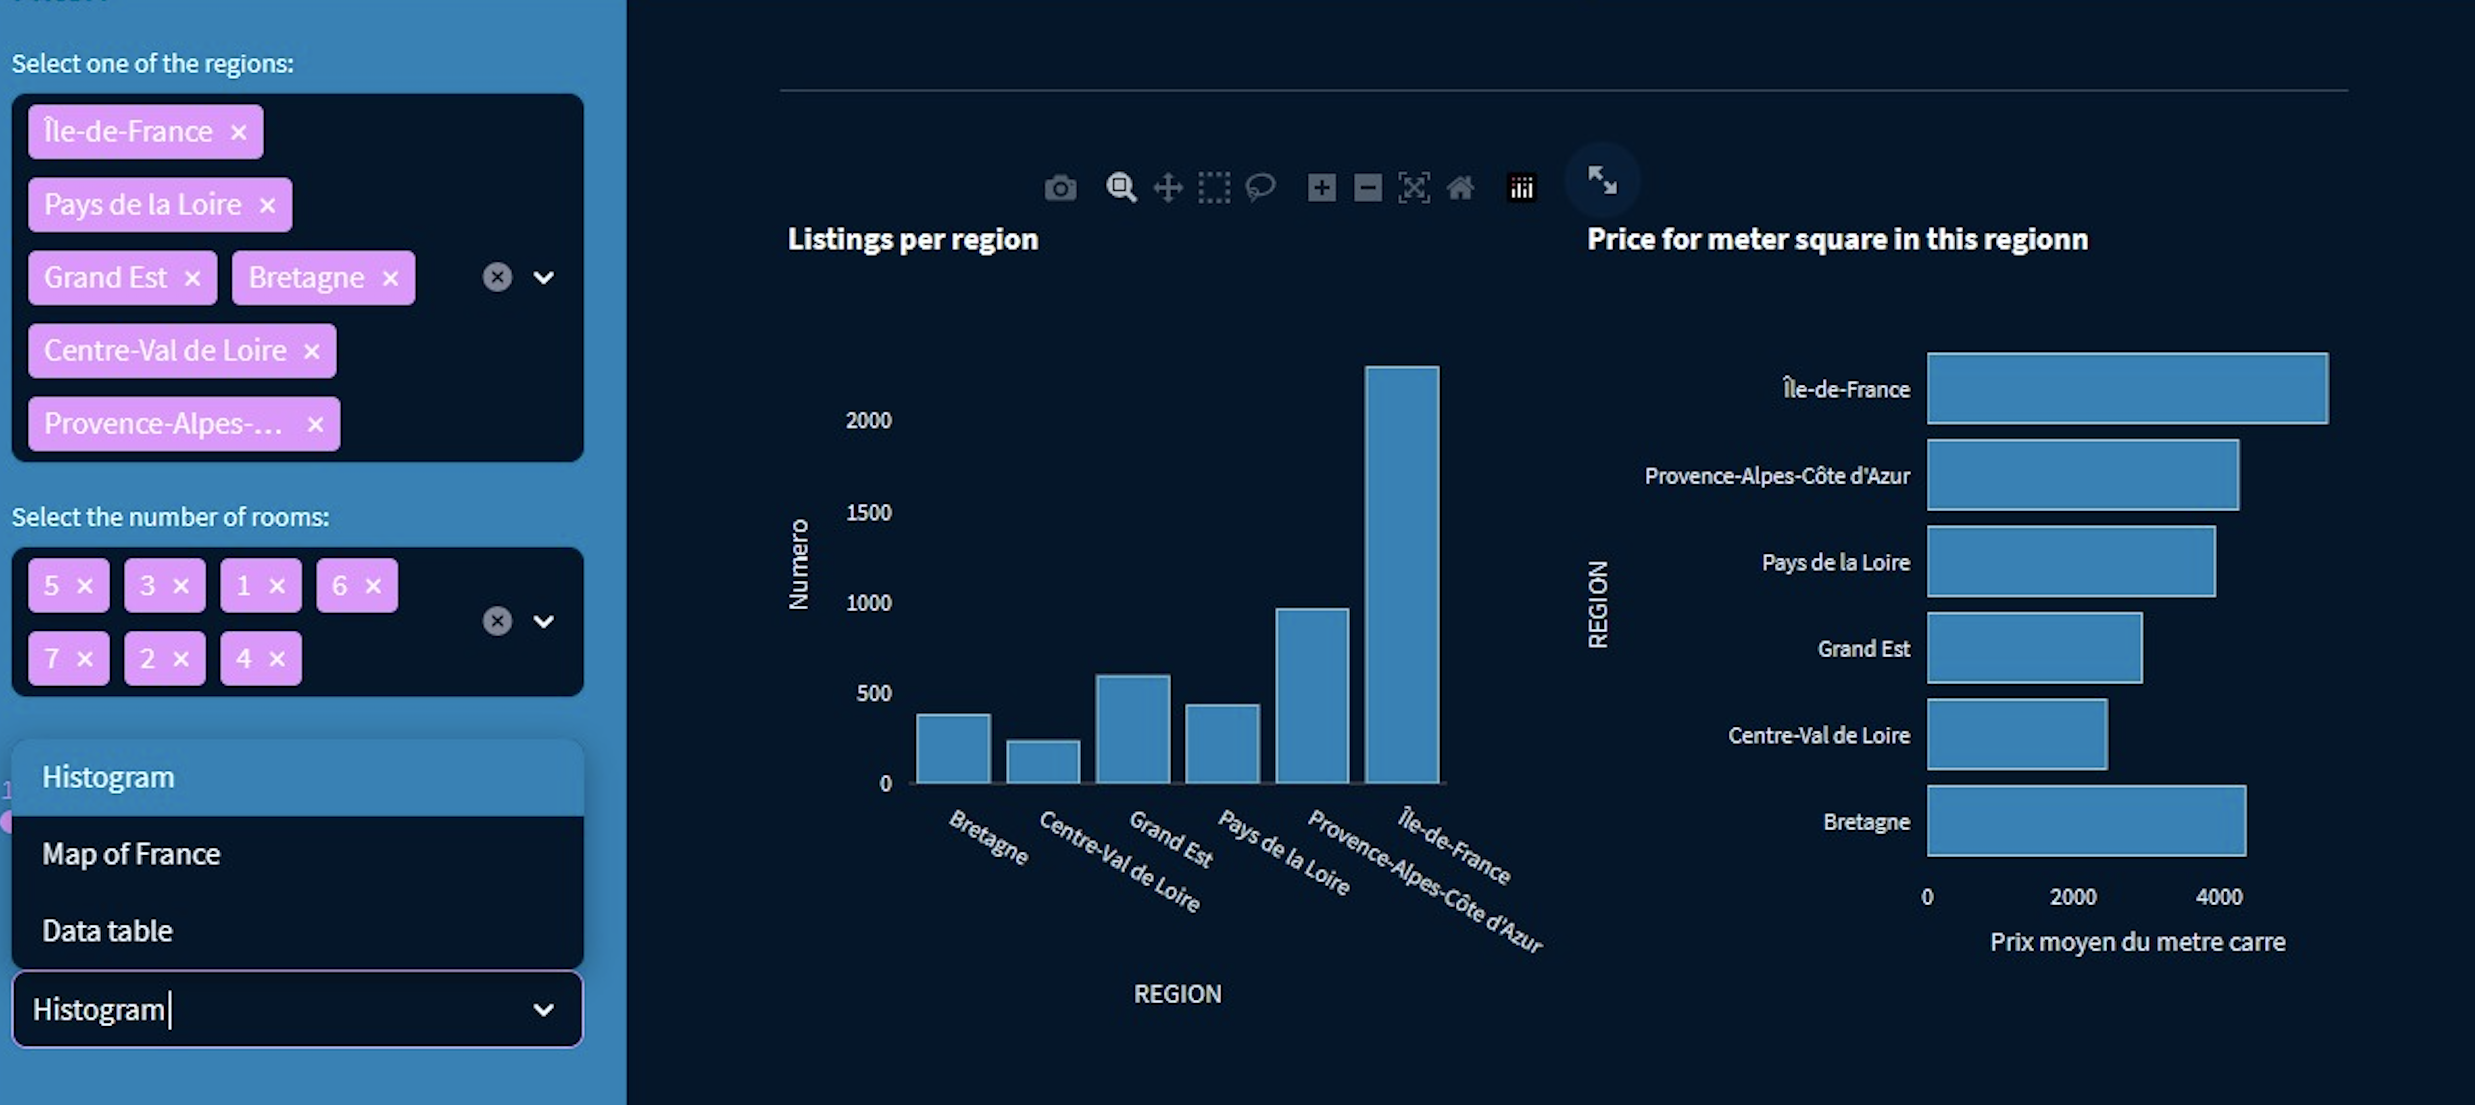 Select one of the regions:
Île-de-France
Pays de la Loire
Grand Est Bretagne
Centre-Val de Loire
Provence-Alpes-...
Select the number of rooms:
5 3 1 6
7 2 4
1
Histogram
Map of France
Data table
Histogram
Listings per region
Numero
2000
1500
1000
500
0
Bretagne
Centre-Val de Loire
Grand Est
Pays de la Loire
Provence-Alpes-Côte d'Azur
Île-de-France
REGION
Price for meter square in this regionn
REGION
Île-de-France
Provence-Alpes-Côte d'Azur
Pays de la Loire
Grand Est
Centre-Val de Loire
Bretagne
0 2000 4000
Prix moyen du metre carre